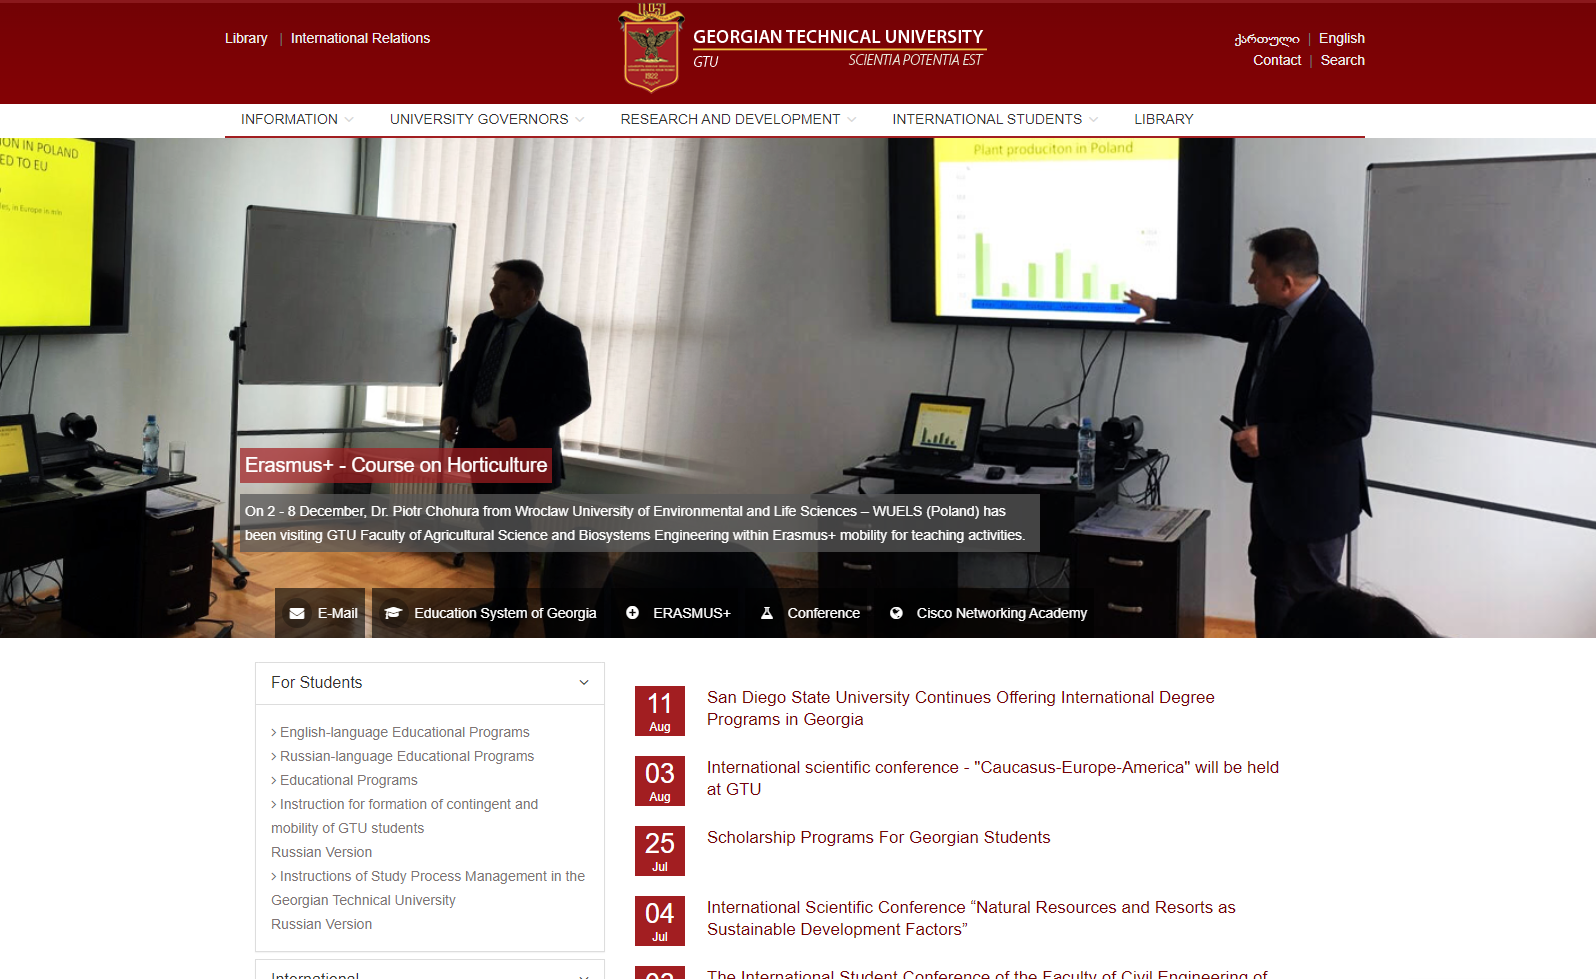 Library | International Relations
1922
GEORGIAN TECHNICAL UNIVERSITY
GTU
SCIENTIA POTENTIA EST
ქართული | English
Contact | Search
INFORMATION
UNIVERSITY GOVERNORS
RESEARCH AND DEVELOPMENT
INTERNATIONAL STUDENTS
LIBRARY
ION IN POLAND
ED TO EU
Plant produciton in Poland
Erasmus+ - Course on Horticulture
On 2 - 8 December, Dr. Piotr Chohura from Wroclaw University of Environmental and Life Sciences – WUELS (Poland) has
been visiting GTU Faculty of Agricultural Science and Biosystems Engineering within Erasmus+ mobility for teaching activities.
E-Mail
Education System of Georgia
ERASMUS+
Conference
Cisco Networking Academy
For Students
> English-language Educational Programs
> Russian-language Educational Programs
> Educational Programs
> Instruction for formation of contingent and
mobility of GTU students
Russian Version
> Instructions of Study Process Management in the
Georgian Technical University
Russian Version
International
11
Aug
San Diego State University Continues Offering International Degree
Programs in Georgia
03
Aug
International scientific conference - "Caucasus-Europe-America" will be held
at GTU
25
Jul
Scholarship Programs For Georgian Students
04
Jul
International Scientific Conference “Natural Resources and Resorts as
Sustainable Development Factors”
The International Student Conference of the Faculty of Civil Engineering of